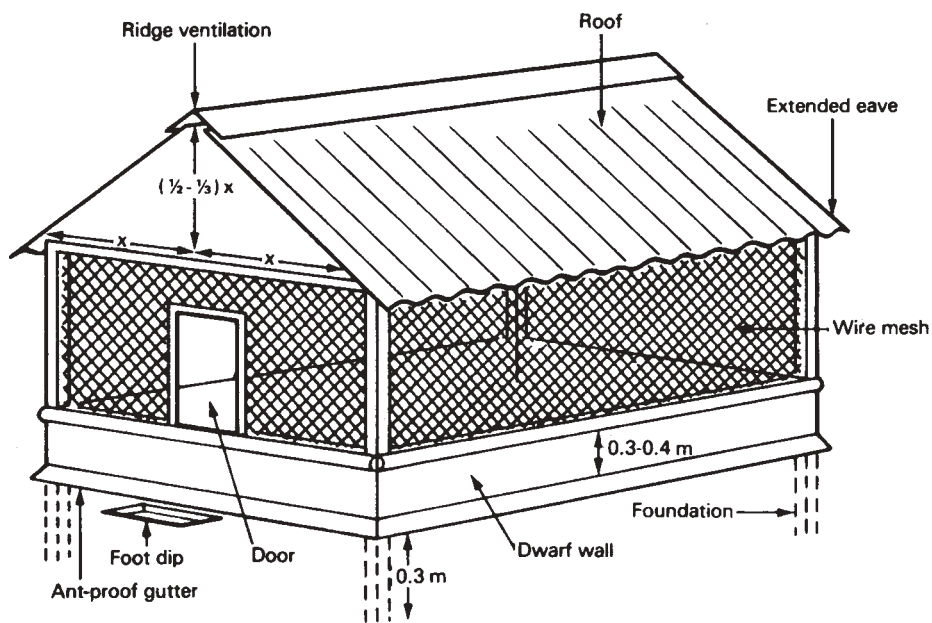 Ridge ventilation
Roof
Extended eave
(½-⅓) x
x
x
Wire mesh
0.3-0.4 m
Foundation
Dwarf wall
Door
Foot dip
0.3 m
Ant-proof gutter